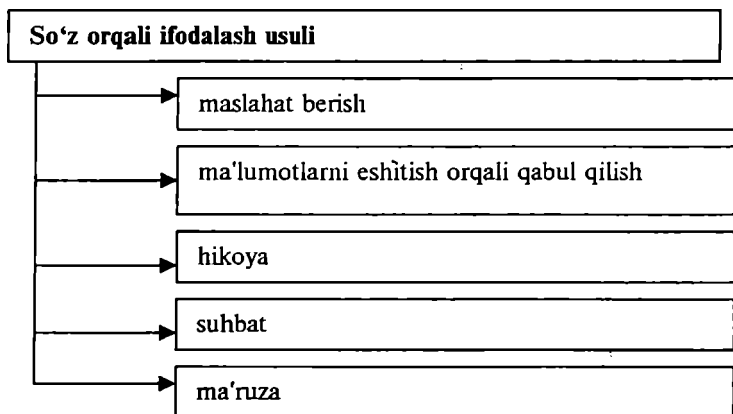 So‘z orqali ifodalash usuli
maslahat berish
ma'lumotlarni eshitish orqali qabul qilish
hikoya
suhbat
ma'ruza